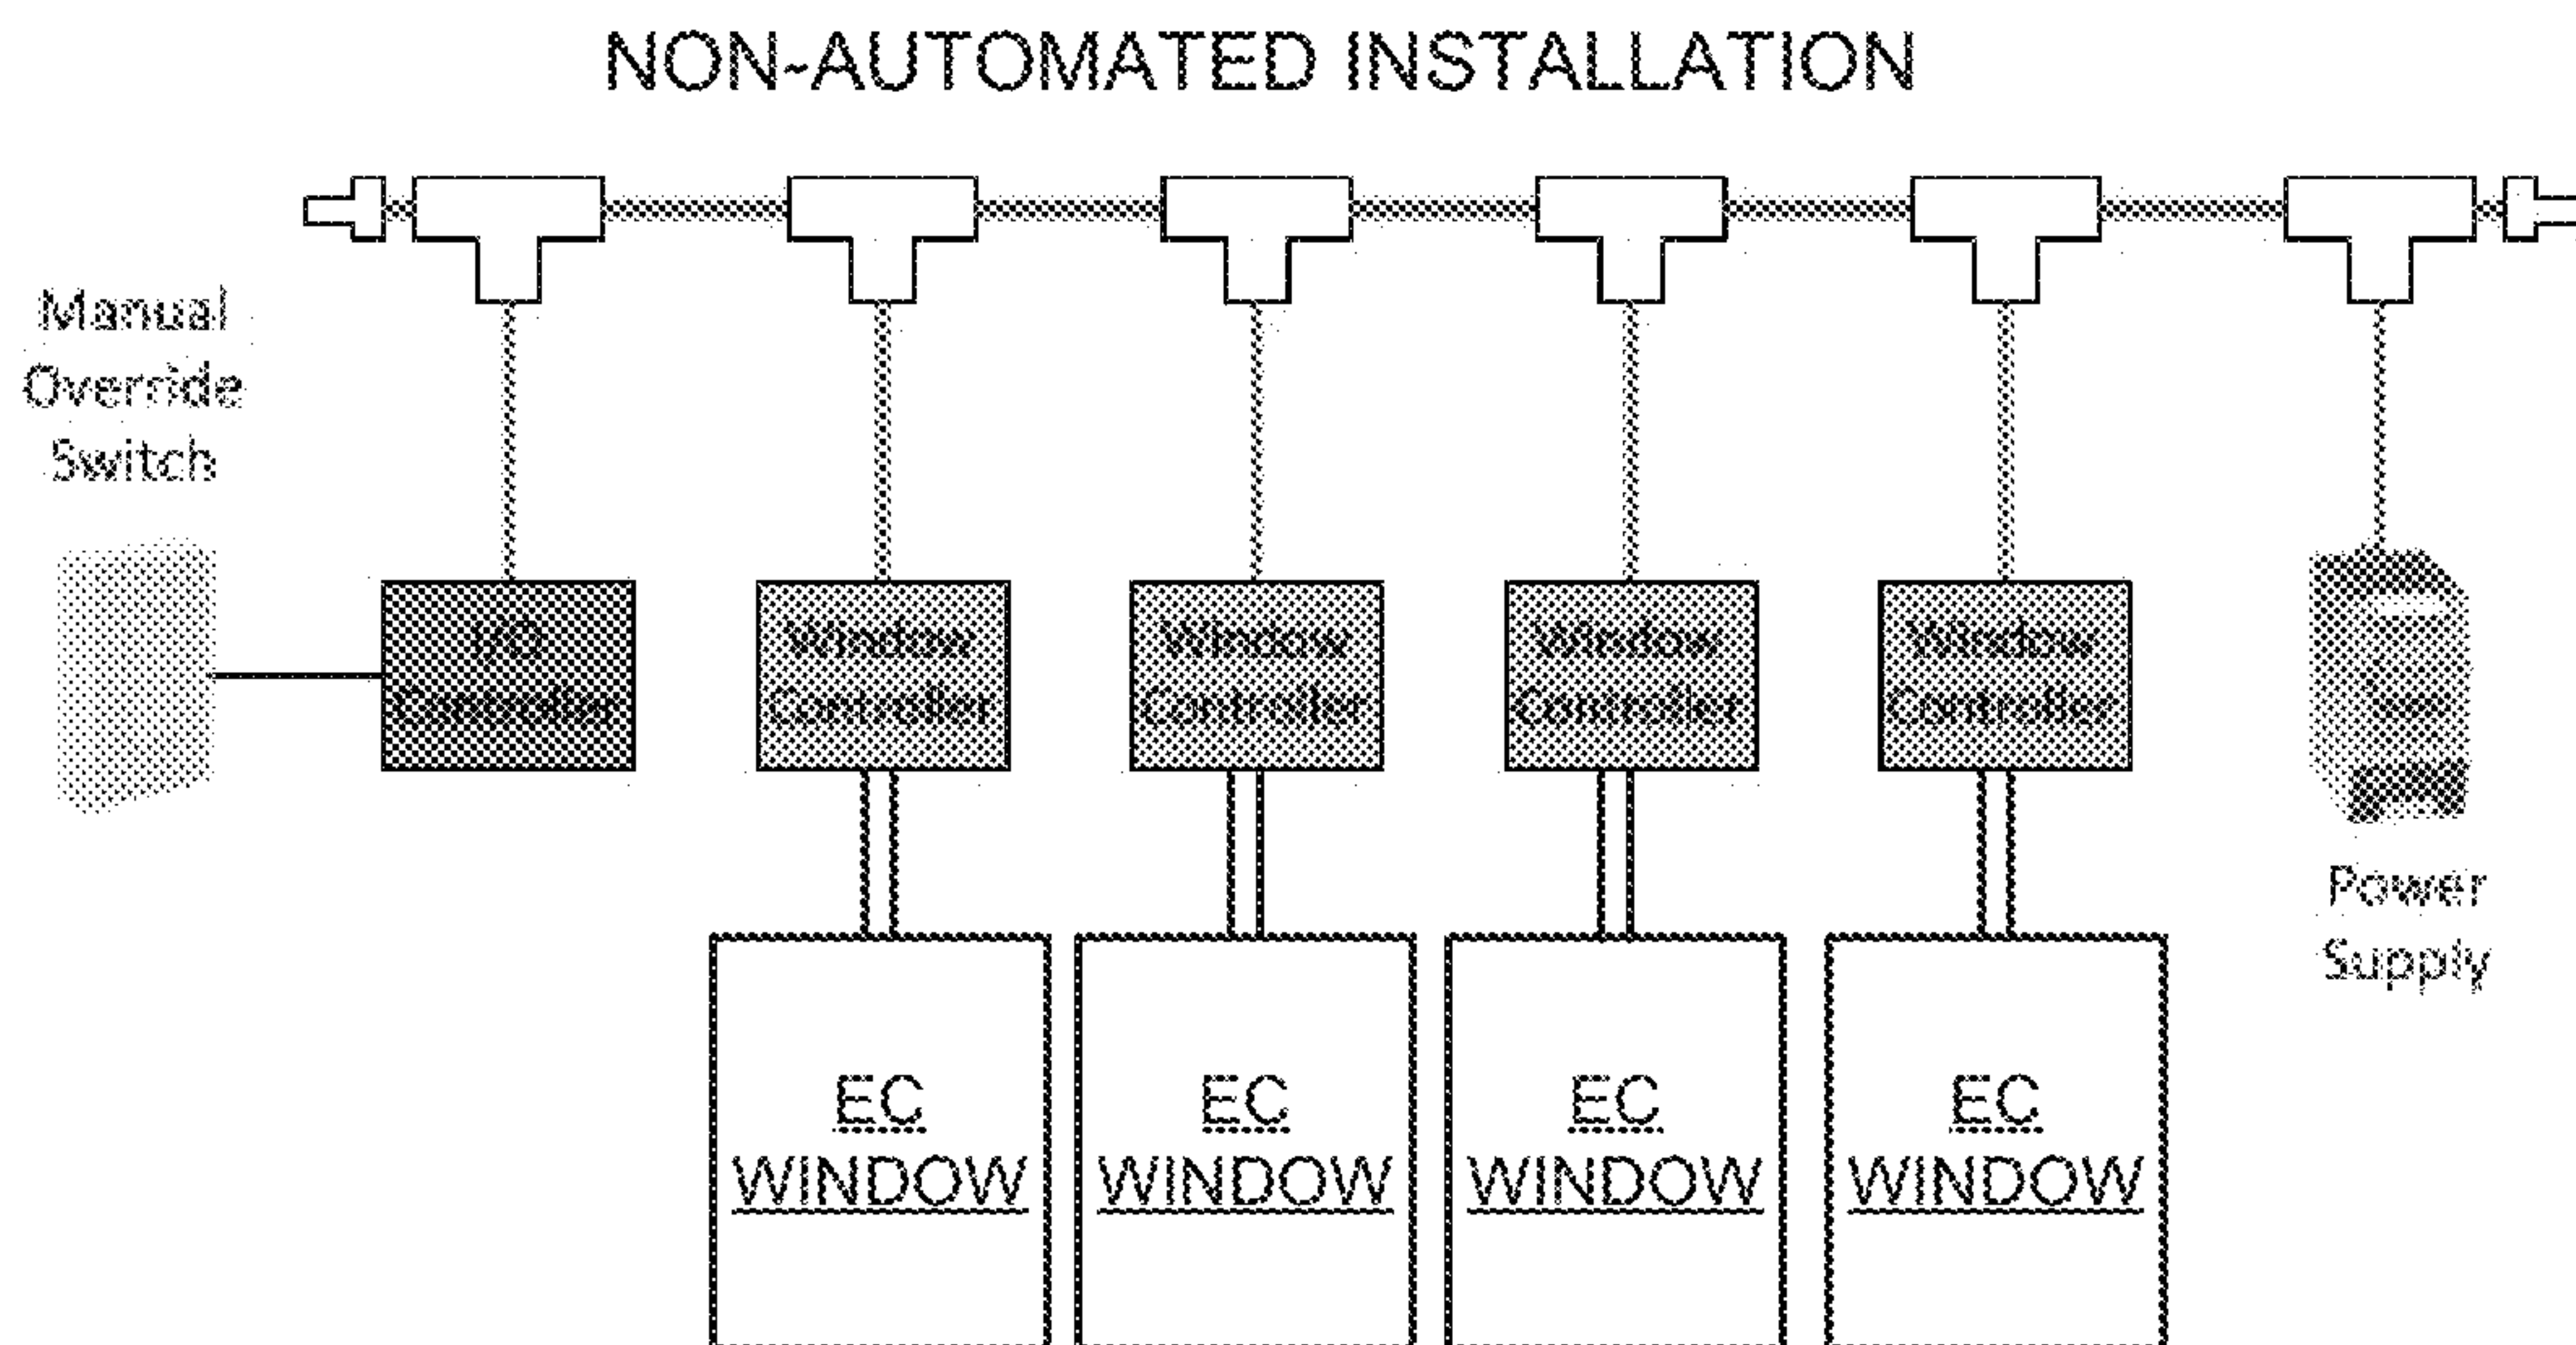 NON-AUTOMATED INSTALLATION
Manual
Override
Switch
I/O
Controller
Window
Controller
Window
Controller
Window
Controller
Window
Controller
Power
Supply
EC
WINDOW
EC
WINDOW
EC
WINDOW
EC
WINDOW